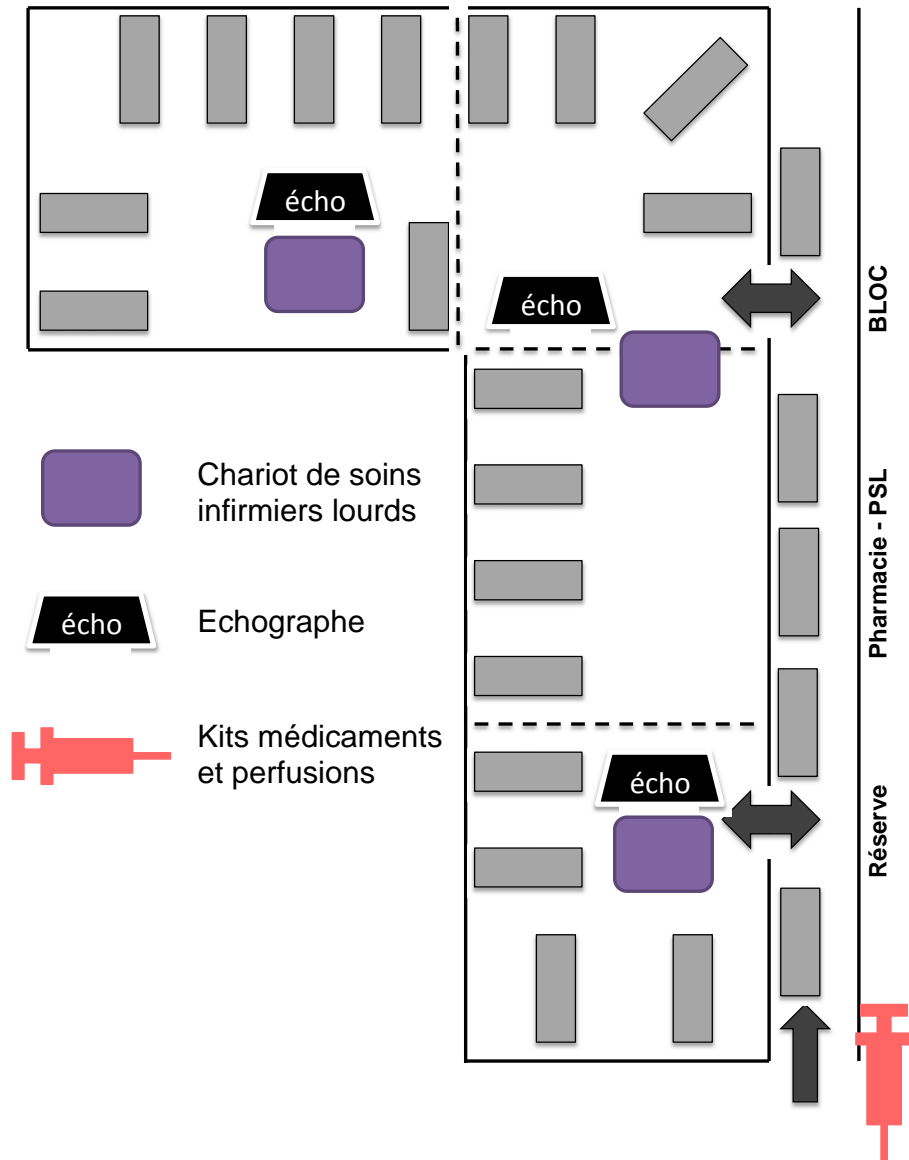 écho
écho
BLOC
Chariot de soins
infirmiers lourds
Pharmacie - PSL
écho
Echographe
Kits médicaments
et perfusions
écho
Réserve